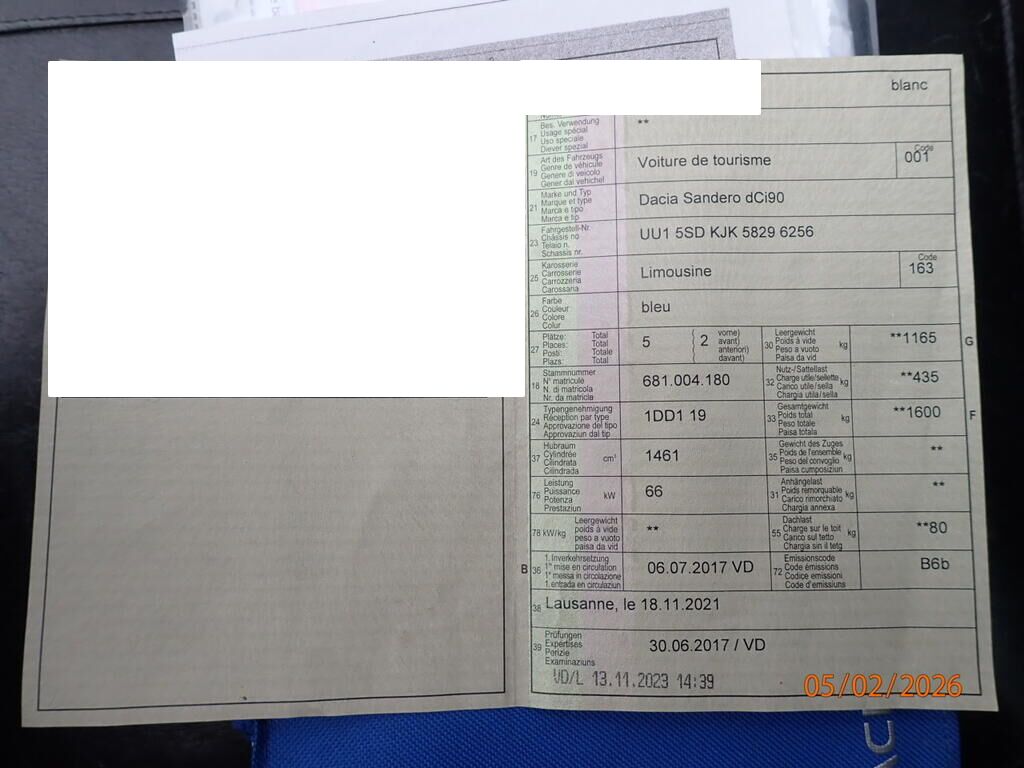 blanc
17 Bes. Verwendung
Usage spécial
Uso speciale
Diever spezial
**
19 Art des Fahrzeugs
Genre de véhicule
Genere di veicolo
Gener dal vehichel
Voiture de tourisme
Code
001
21 Marke und Typ
Marque et type
Marca e tipo
Marca e tip
Dacia Sandero dCi90
23 Fahrgestell-Nr.
Châssis no
Telaio n.
Schassis nr.
UU1 5SD KJK 5829 6256
25 Karosserie
Carrosserie
Carrozzeria
Carossaria
Limousine
Code
163
26 Farbe
Couleur
Colore
Colur
bleu
27 Plätze: Total
Places: Total
Posti: Totale
Plazs: Total
5
( 2 vorne)
( avant)
( anteriori)
( davant)
30 Leergewicht
Poids à vide kg
Peso a vuoto
Paisa da vid
**1165 G
18 Stammnummer
N° matricule
N. di matricola
Nr. da matricla
681.004.180
32 Nutz-/Sattellast
Charge utile/sellette kg
Carico utile/sella
Chargia utila/sella
**435
24 Typengenehmigung
Réception par type
Approvazione del tipo
Approvaziun dal tip
1DD1 19
33 Gesamtgewicht
Poids total kg
Peso totale
Paisa totala
**1600 F
37 Hubraum
Cylindrée cm³
Cilindrata
Cilindrada
1461
35 Gewicht des Zuges
Poids de l'ensemble kg
Peso del convoglio
Paisa cumposiziun
**
76 Leistung
Puissance kW
Potenza
Prestaziun
66
31 Anhängelast
Poids remorquable kg
Carico rimorchiato
Chargia annexa
**
78 kW/kg Leergewicht
poids à vide
peso a vuoto
paisa da vid
**
55 Dachlast
Charge sur le toit kg
Carico sul tetto
Chargia sin il tetg
**80
B 36 1. Inverkehrsetzung
1re mise en circulation
1a messa in circolazione
1. entrada en circulaziun
06.07.2017 VD
72 Emissionscode
Code émissions
Codice emissioni
Code d'emissiuns
B6b
38 Lausanne, le 18.11.2021
39 Prüfungen
Expertises
Perizie
Examinaziuns
30.06.2017 / VD
VD/L 13.11.2023 14:39
05/02/2026